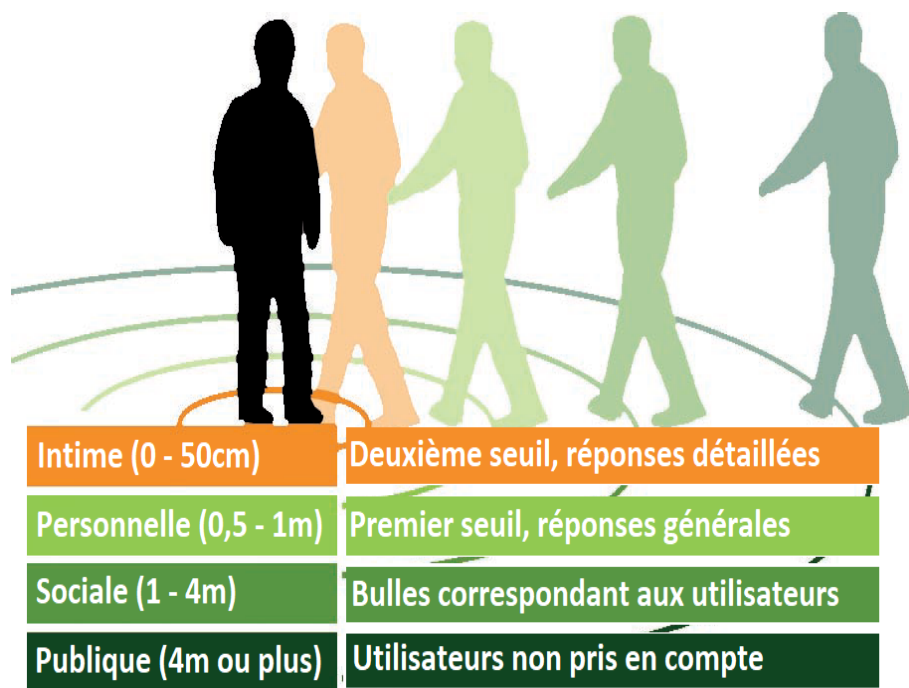 Intime (0 - 50cm) Deuxième seuil, réponses détaillées
Personnelle (0,5 - 1m) Premier seuil, réponses générales
Sociale (1 - 4m) Bulles correspondant aux utilisateurs
Publique (4m ou plus) Utilisateurs non pris en compte